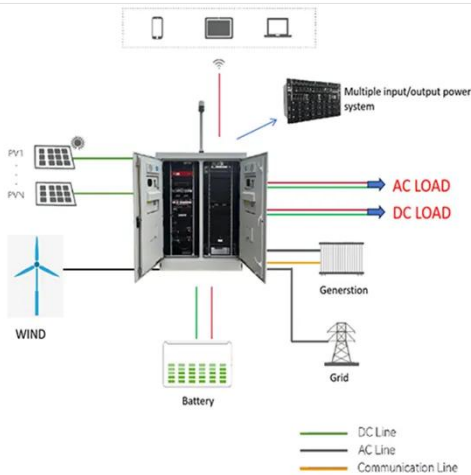 Multiple input/output power
system
PV1
PVN
AC LOAD
DC LOAD
Generstion
WIND
Grid
Battery
DC Line
AC Line
Communication Line